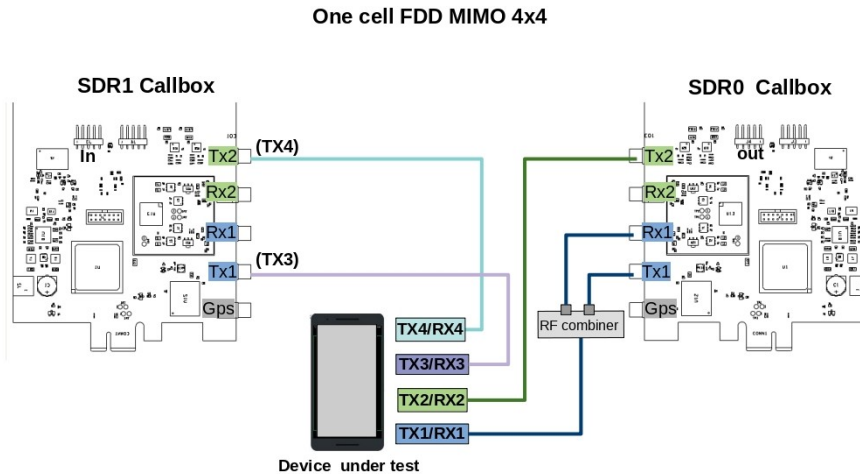 One cell FDD MIMO 4x4
SDR1 Callbox
SDR0 Callbox
In
out
Tx2
(TX4)
Rx2
Rx1
Tx1
(TX3)
Gps
Tx2
Rx2
Rx1
Tx1
Gps
RF combiner
TX4/RX4
TX3/RX3
TX2/RX2
TX1/RX1
Device under test